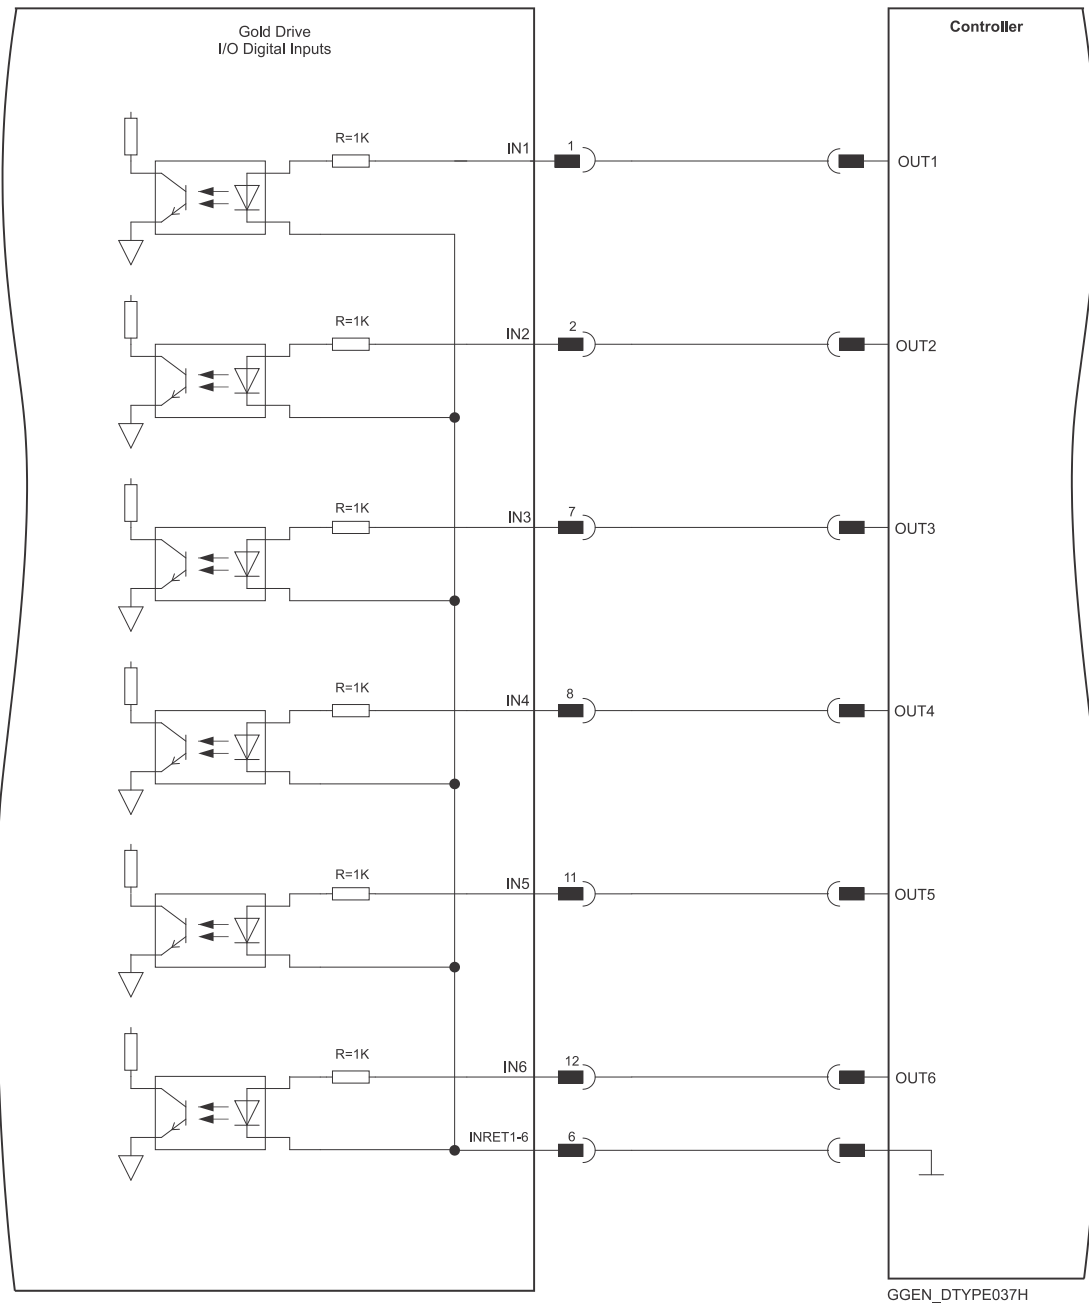 Gold Drive
I/O Digital Inputs
Controller
R=1K
IN1
1
OUT1
R=1K
IN2
2
OUT2
R=1K
IN3
7
OUT3
R=1K
IN4
8
OUT4
R=1K
IN5
11
OUT5
R=1K
IN6
12
OUT6
INRET1-6
6
GGEN_DTYPE037H